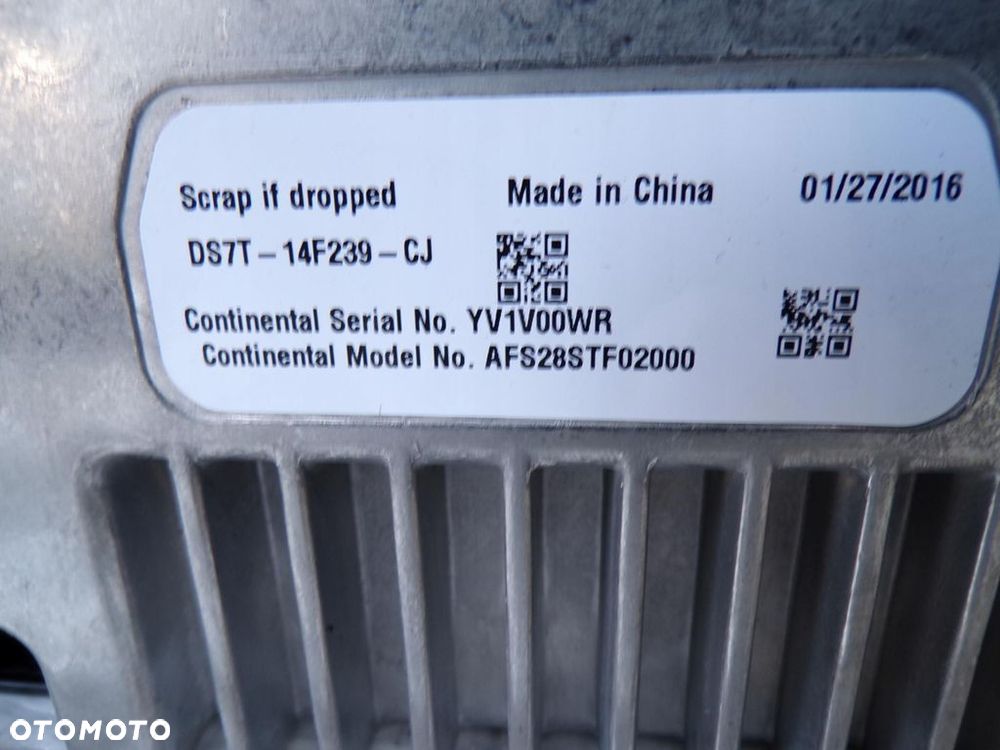 Scrap if dropped Made in China 01/27/2016
DS7T-14F239-CJ
Continental Serial No. YV1V00WR
Continental Model No. AFS28STF02000
OTOMOTO